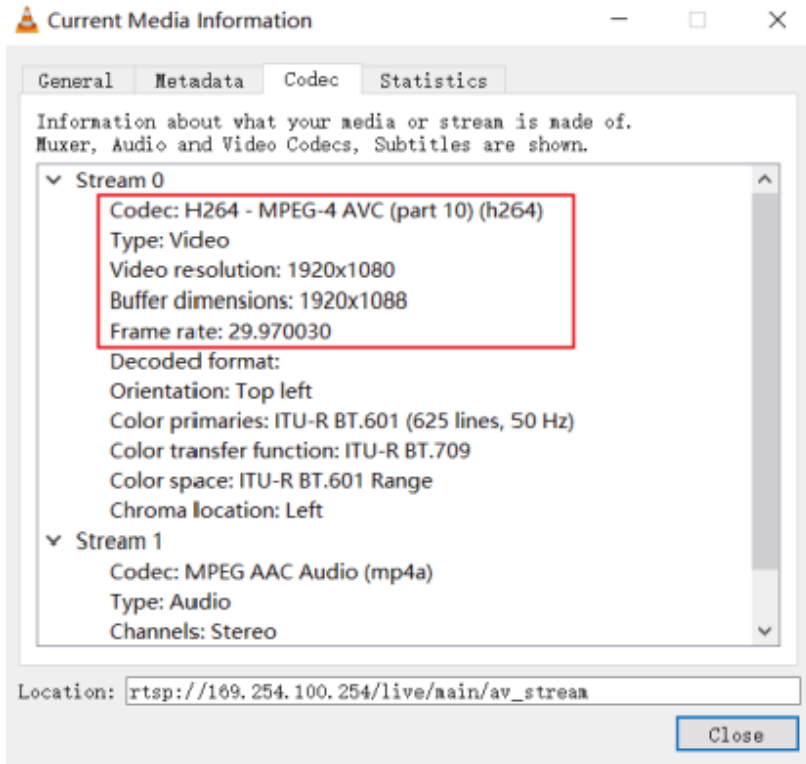 Current Media Information
General Metadata Codec Statistics
Information about what your media or stream is made of.
Muxer, Audio and Video Codecs, Subtitles are shown.
Stream 0
Codec: H264 - MPEG-4 AVC (part 10) (h264)
Type: Video
Video resolution: 1920x1080
Buffer dimensions: 1920x1088
Frame rate: 29.970030
Decoded format:
Orientation: Top left
Color primaries: ITU-R BT.601 (625 lines, 50 Hz)
Color transfer function: ITU-R BT.709
Color space: ITU-R BT.601 Range
Chroma location: Left
Stream 1
Codec: MPEG AAC Audio (mp4a)
Type: Audio
Channels: Stereo
Location: rtsp://169.254.100.254/live/main/av_stream
Close